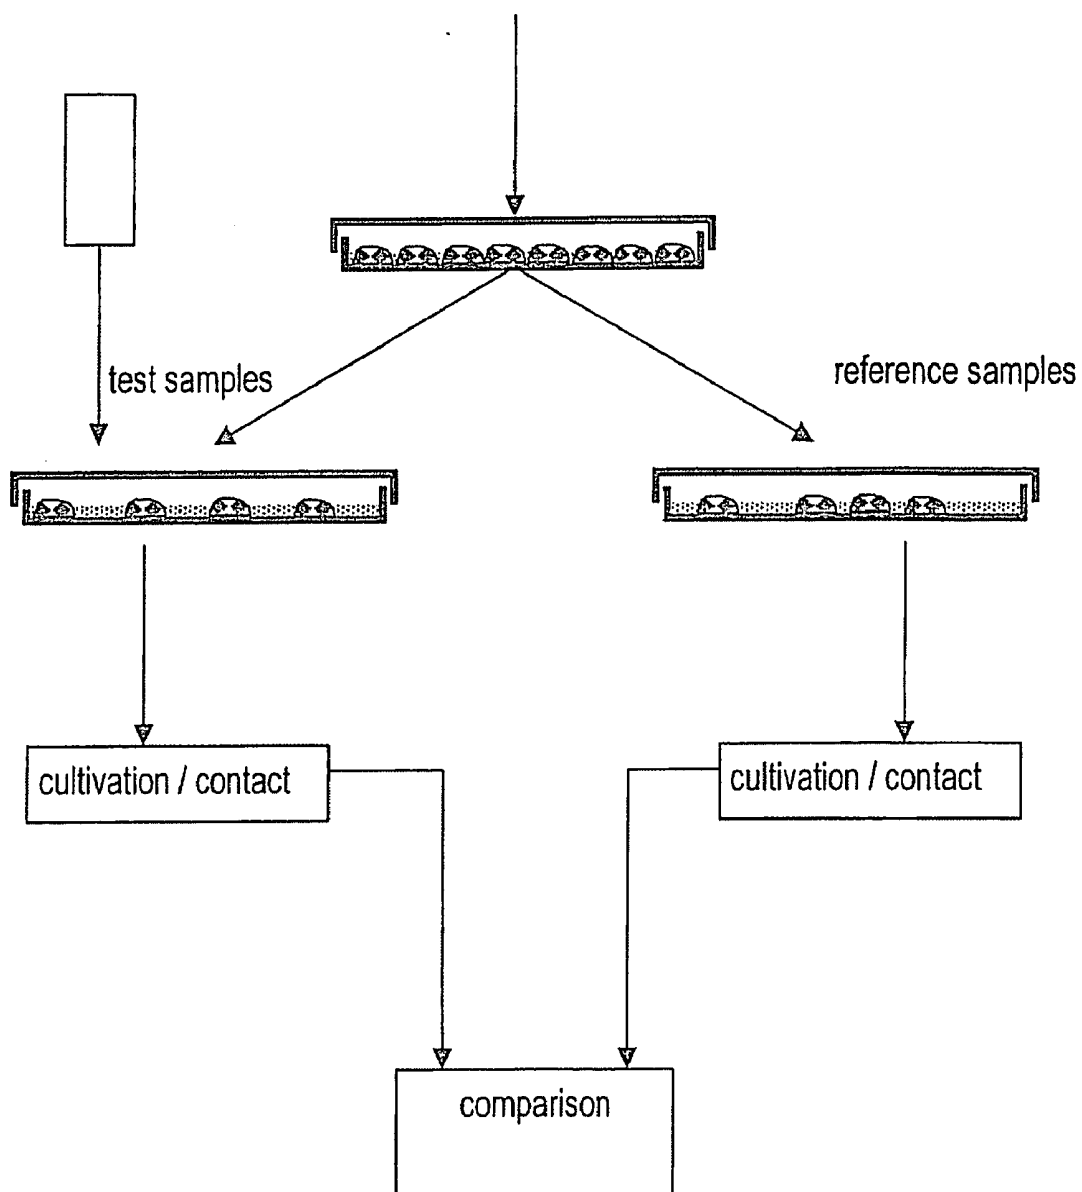 test samples
reference samples
cultivation / contact
cultivation / contact
comparison